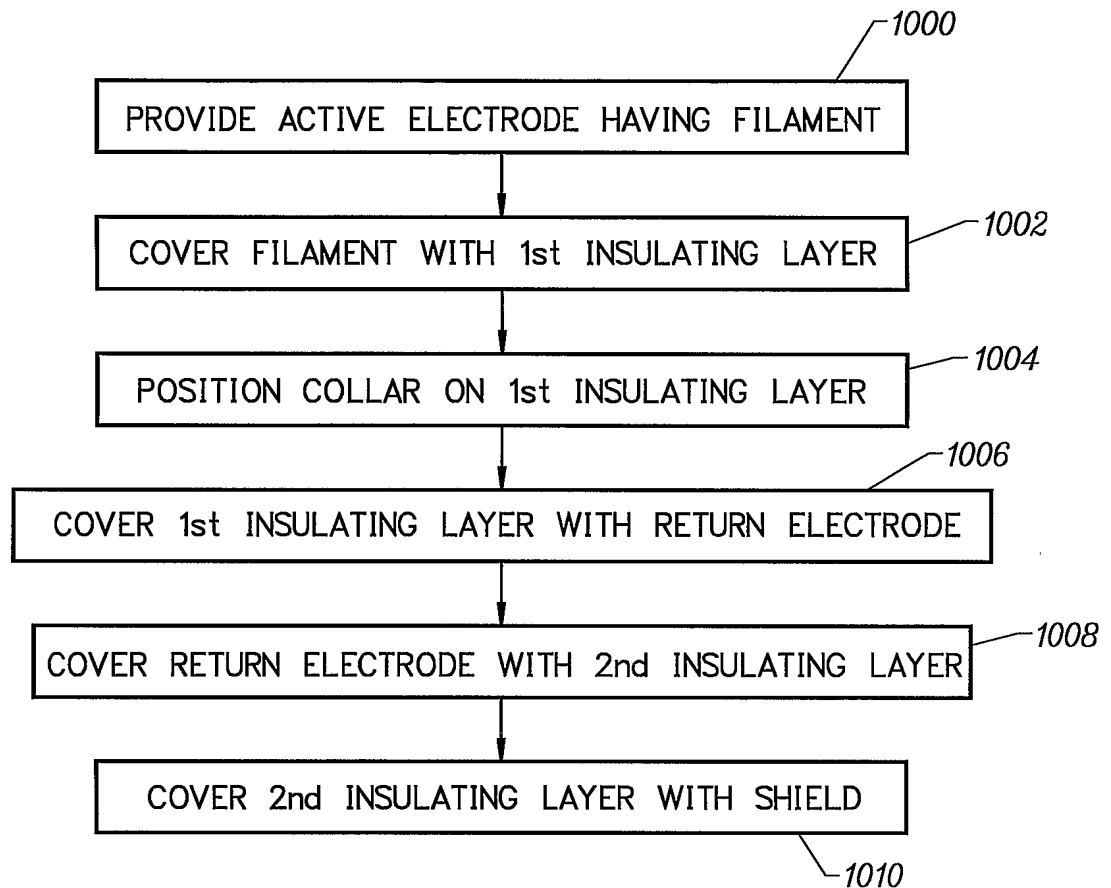 1000
PROVIDE ACTIVE ELECTRODE HAVING FILAMENT
1002
COVER FILAMENT WITH 1st INSULATING LAYER
1004
POSITION COLLAR ON 1st INSULATING LAYER
1006
COVER 1st INSULATING LAYER WITH RETURN ELECTRODE
1008
COVER RETURN ELECTRODE WITH 2nd INSULATING LAYER
COVER 2nd INSULATING LAYER WITH SHIELD
1010